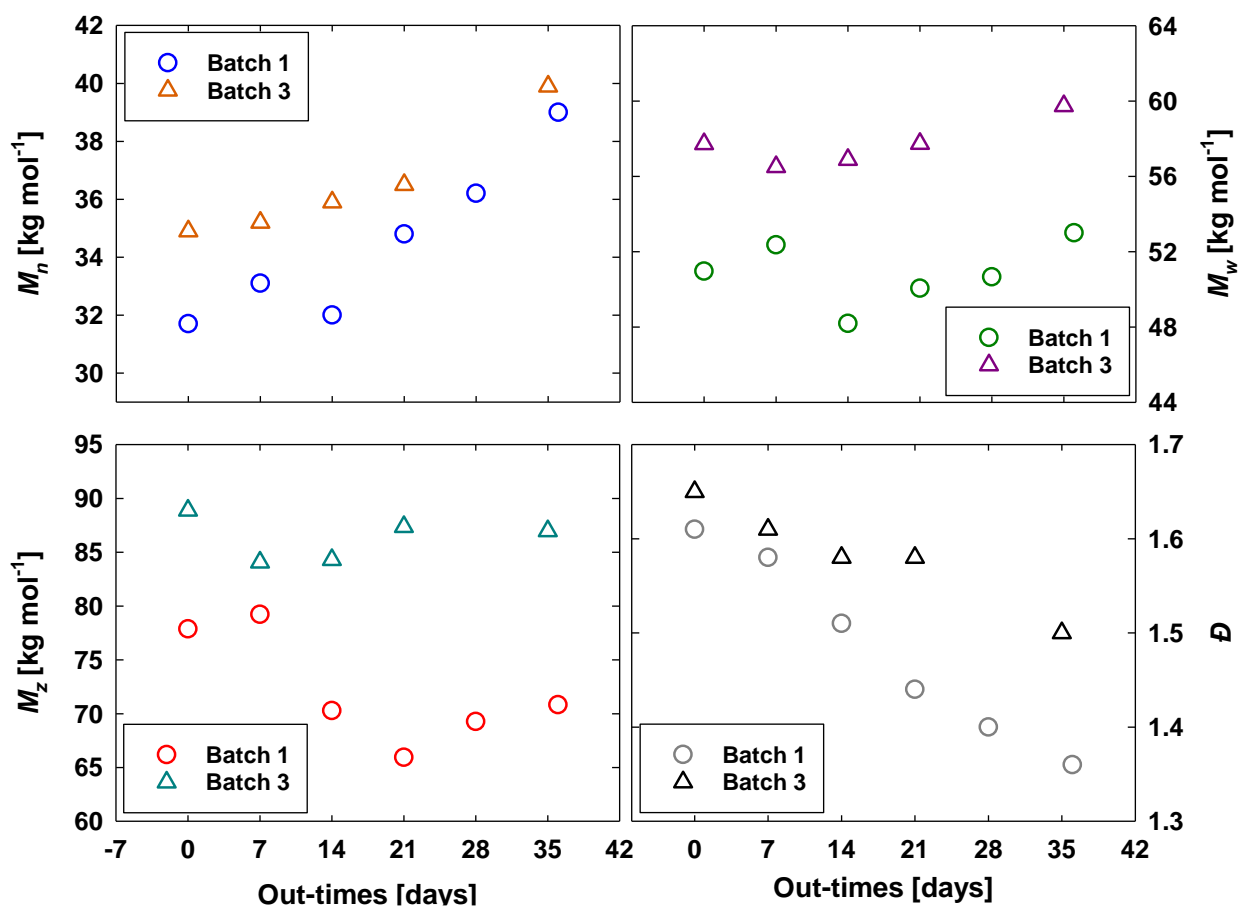 42
40
38
36
34
32
30
M_n [kg mol⁻¹]
Batch 1
Batch 3
64
60
56
52
48
44
M_w [kg mol⁻¹]
Batch 1
Batch 3
95
90
85
80
75
70
65
60
M_z [kg mol⁻¹]
Batch 1
Batch 3
-7 0 7 14 21 28 35 42
Out-times [days]
1.7
1.6
1.5
1.4
1.3
Đ
Batch 1
Batch 3
0 7 14 21 28 35 42
Out-times [days]